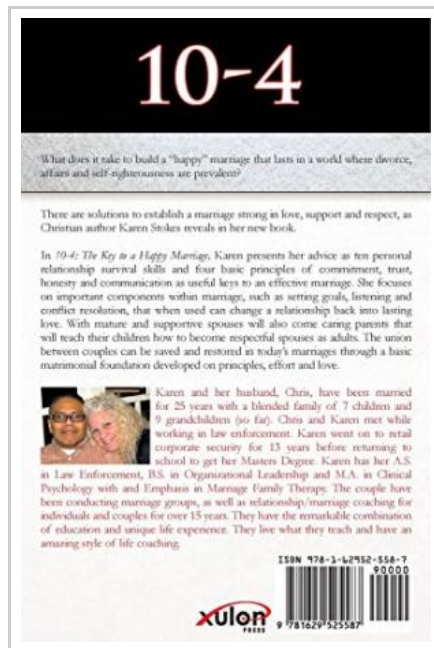 10-4
What does it take to build a "happy" marriage that lasts in a world where divorce,
affairs and self-righteousness are prevalent?
There are solutions to establish a marriage strong in love, support and respect, as
Christian author Karen Stokes reveals in her new book.
In 10-4: The Key to a Happy Marriage, Karen presents her advice as ten personal
relationship survival skills and four basic principles of commitment, trust,
honesty and communication as useful keys to an effective marriage. She focuses
on important components within marriage, such as setting goals, listening and
conflict resolution, that when used can change a relationship back into lasting
love. With mature and supportive spouses will also come caring parents that
will teach their children how to become respectful spouses as adults. The union
between couples can be saved and restored in today's marriages through a basic
matrimonial foundation developed on principles, effort and love.
Karen and her husband, Chris, have been married
for 25 years with a blended family of 7 children and
9 grandchildren (so far). Chris and Karen met while
working in law enforcement. Karen went on to retail
corporate security for 13 years before returning to
school to get her Masters Degree. Karen has her A.S.
in Law Enforcement, B.S. in Organizational Leadership and M.A. in Clinical
Psychology with and Emphasis in Marriage Family Therapy. The couple have
been conducting marriage groups, as well as relationship/marriage coaching for
individuals and couples for over 15 years. They have the remarkable combination
of education and unique life experience. They live what they teach and have an
amazing style of life coaching.
ISBN 978-1-62952-558-7
90000
xulon
PRESS
9 781629 525587